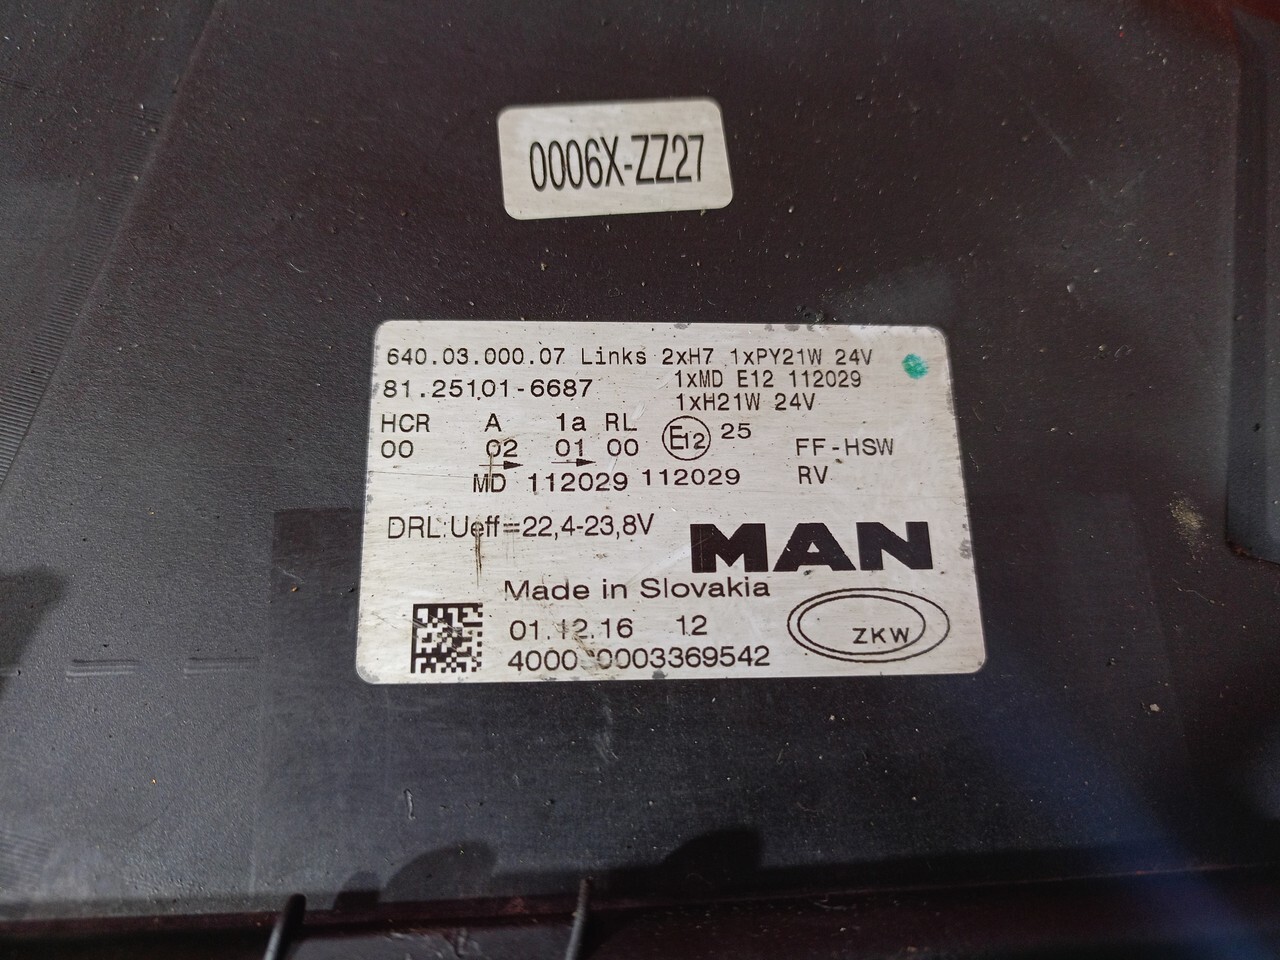 0006X-ZZ27
640.03.000.07 Links 2xH7 1xPY21W 24V
81.25101-6687 1xMD E12 112029
1xH21W 24V
HCR A 1a RL E12 25
00 02 01 00 FF-HSW
MD 112029 112029 RV
DRL:Ueff=22,4-23,8V MAN
Made in Slovakia
01.12.16 12 ZKW